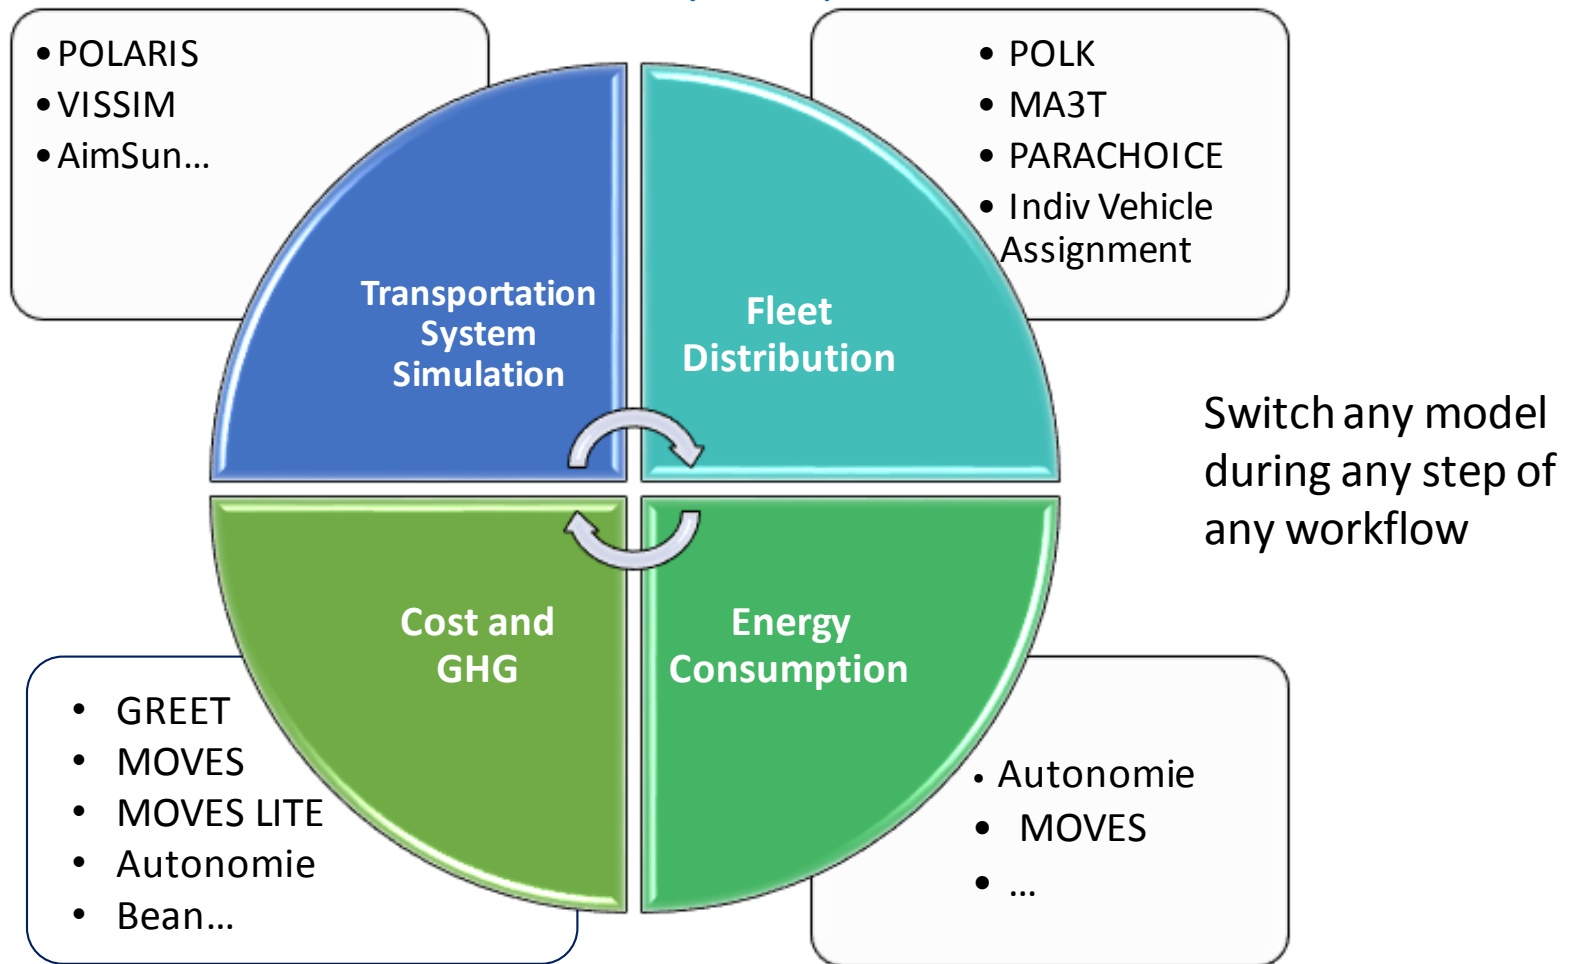 •POLARIS
•VISSIM
•AimSun…
• POLK
• MA3T
• PARACHOICE
• Indiv Vehicle
Assignment
Transportation
System
Simulation
Fleet
Distribution
Switch any model
during any step of
any workflow
Cost and
GHG
Energy
Consumption
• GREET
• MOVES
• MOVES LITE
• Autonomie
• Bean…
• Autonomie
• MOVES
• …